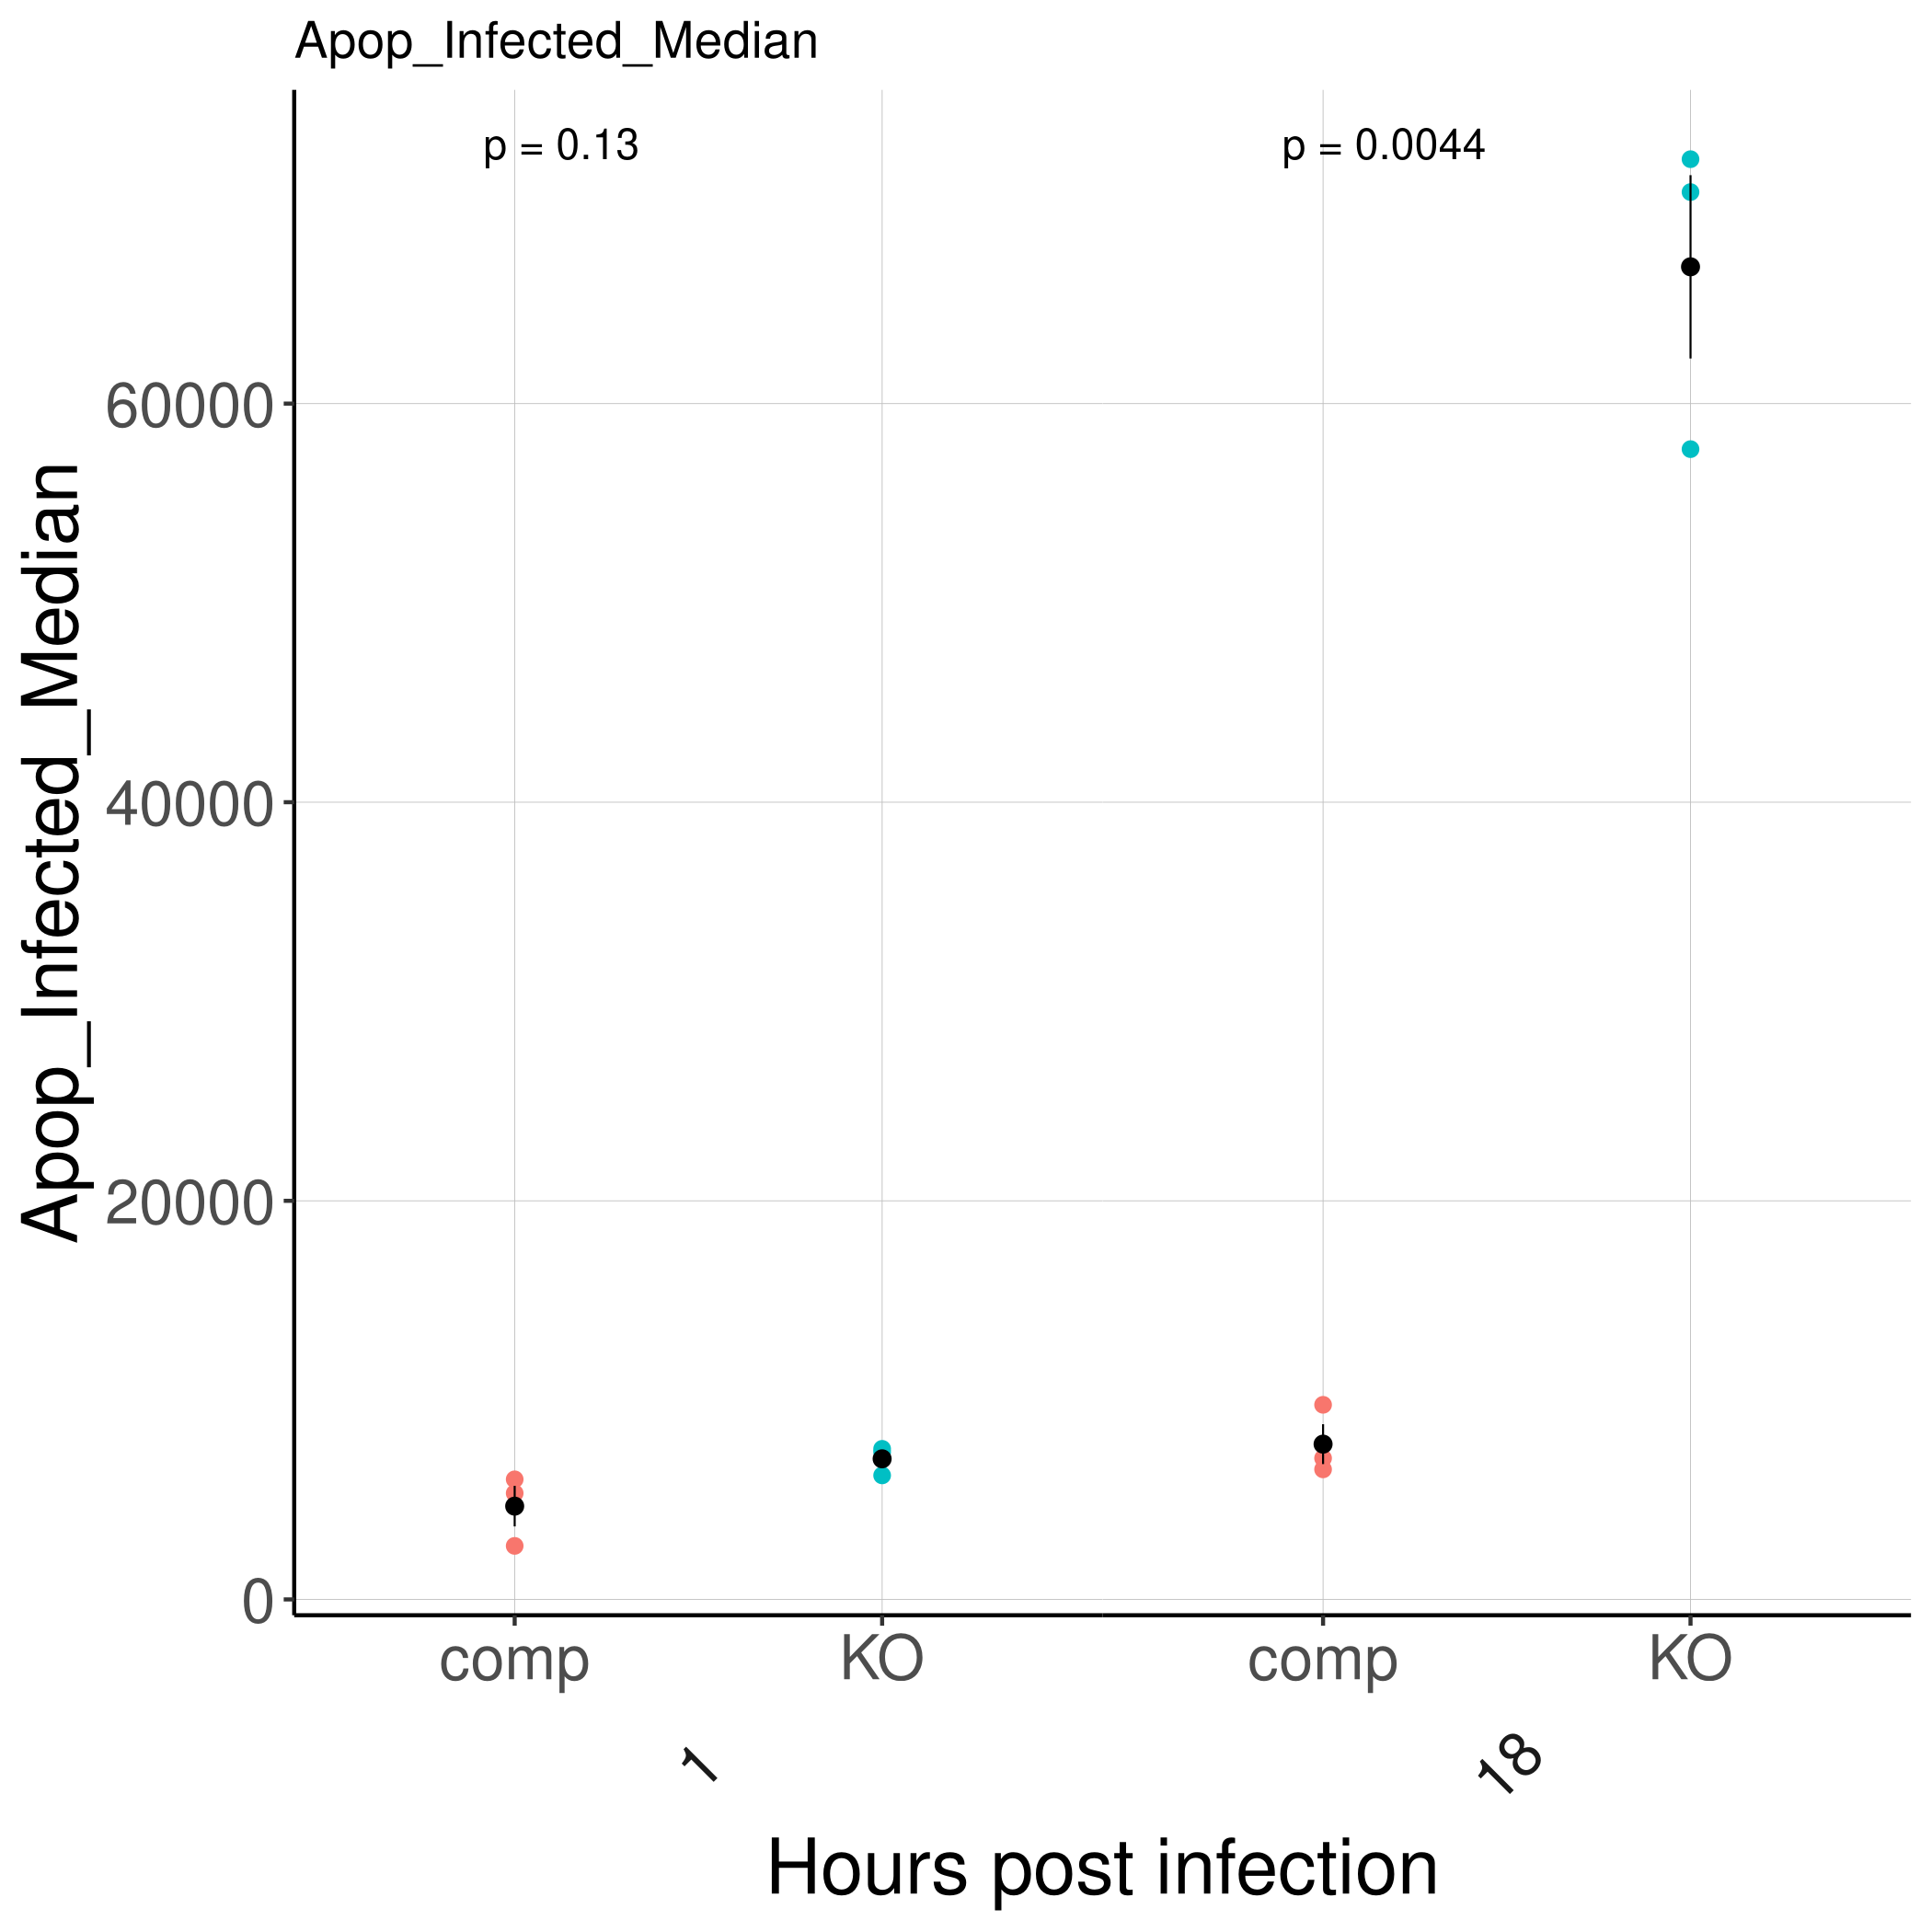 Apop_Infected_Median
p = 0.13
p = 0.0044
Apop_Infected_Median
60000
40000
20000
0
comp
KO
comp
KO
1
18
Hours post infection